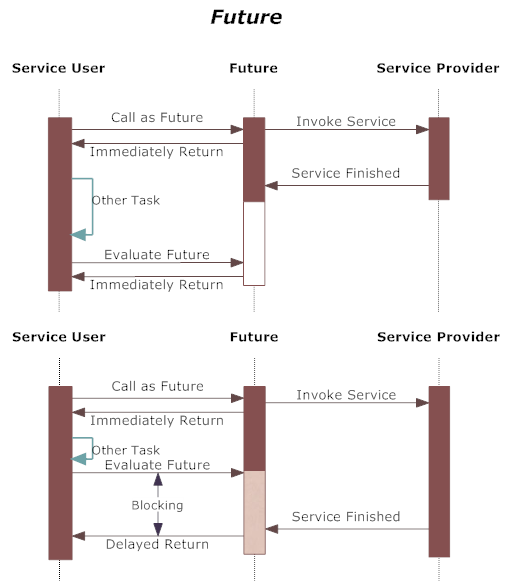 Future
Service User Future Service Provider
Call as Future
Invoke Service
Immediately Return
Service Finished
Other Task
Evaluate Future
Immediately Return
Service User Future Service Provider
Call as Future
Invoke Service
Immediately Return
Other Task
Evaluate Future
Blocking
Service Finished
Delayed Return